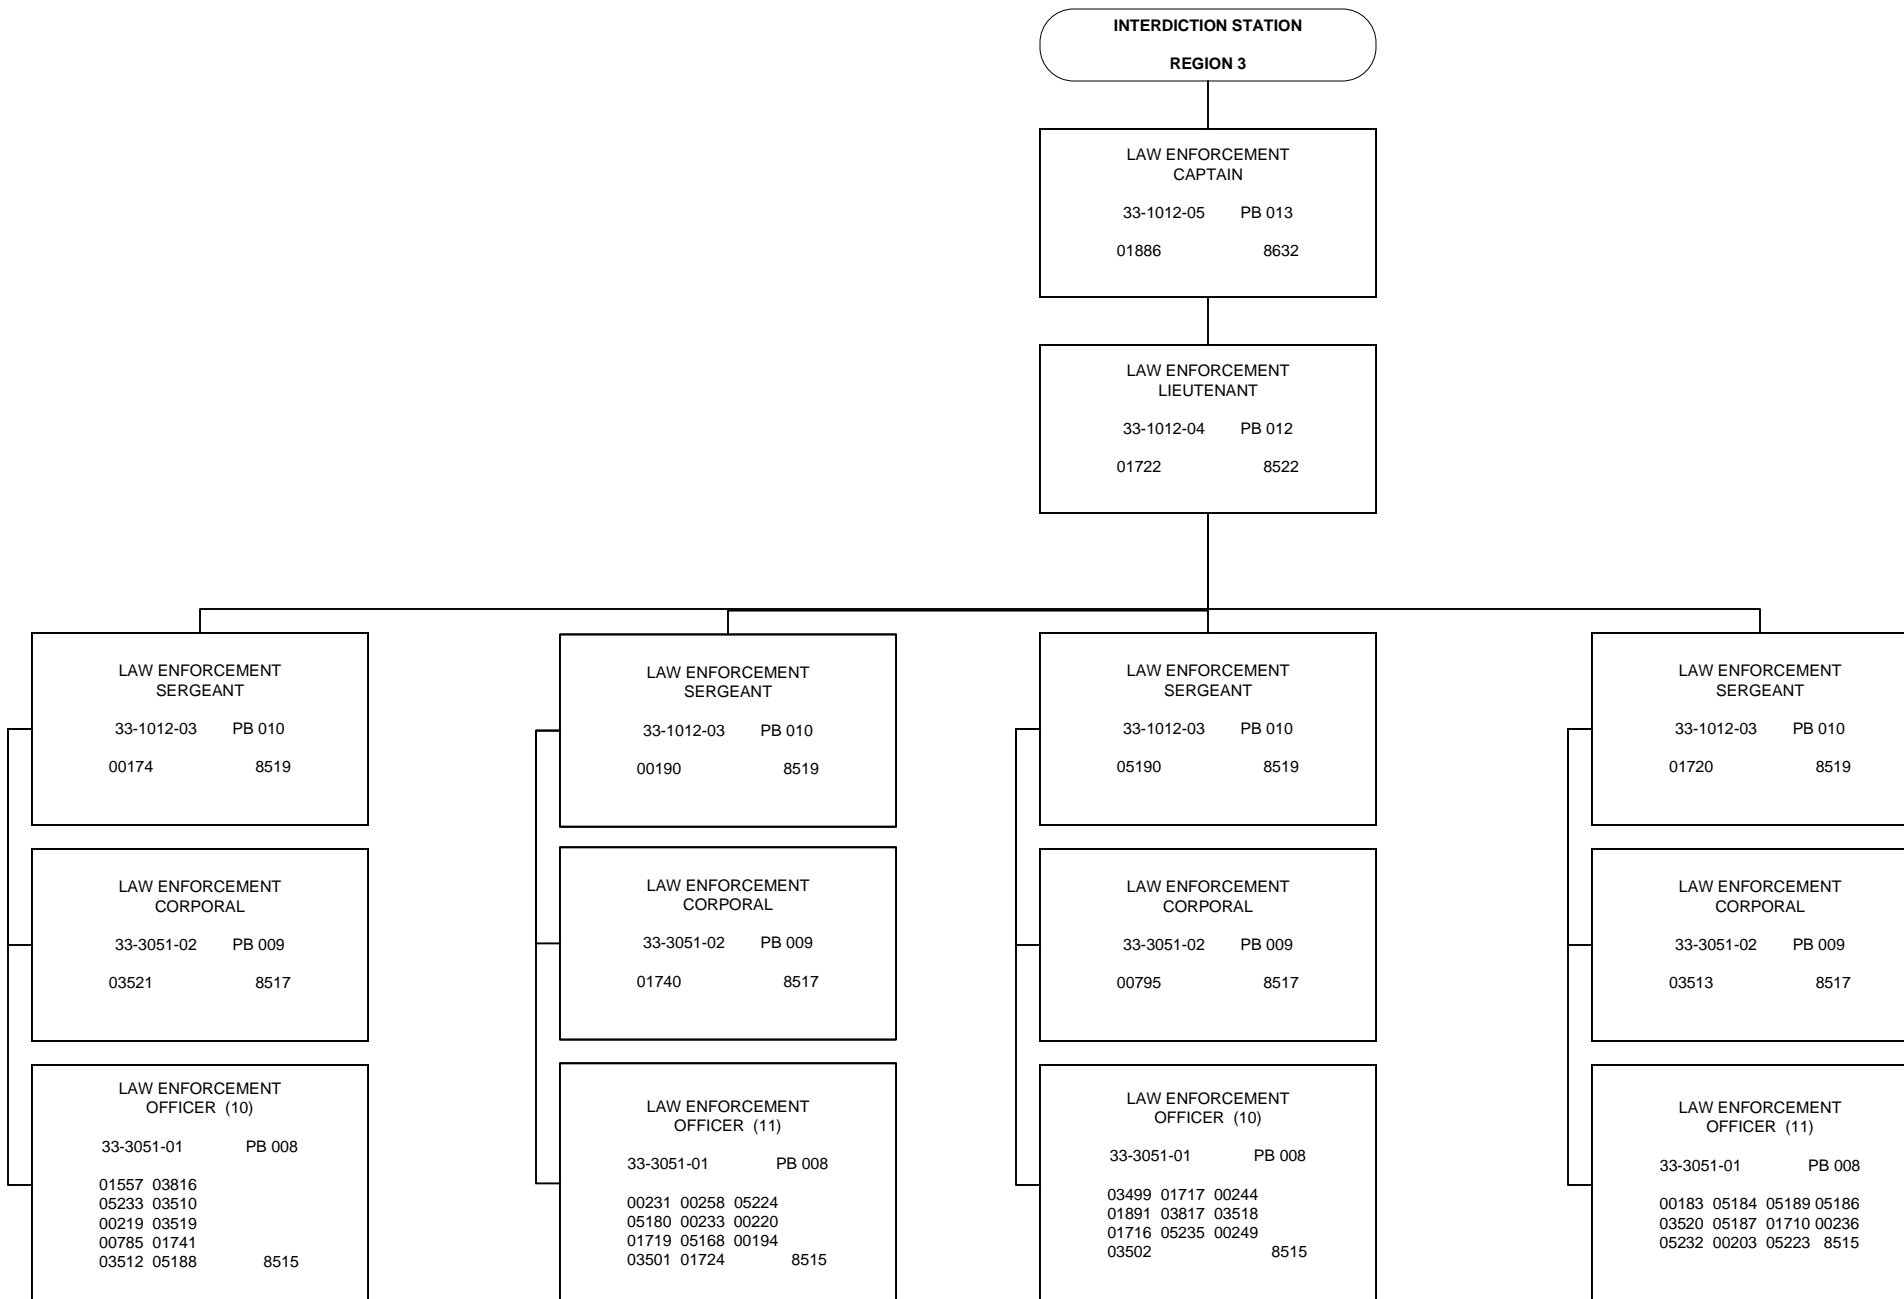 INTERDICTION STATION
REGION 3
LAW ENFORCEMENT
CAPTAIN
33-1012-05 PB 013
01886 8632
LAW ENFORCEMENT
LIEUTENANT
33-1012-04 PB 012
01722 8522
LAW ENFORCEMENT
SERGEANT
33-1012-03 PB 010
00174 8519
LAW ENFORCEMENT
CORPORAL
33-3051-02 PB 009
03521 8517
LAW ENFORCEMENT
OFFICER (10)
33-3051-01 PB 008
01557 03816
05233 03510
00219 03519
00785 01741
03512 05188 8515
LAW ENFORCEMENT
SERGEANT
33-1012-03 PB 010
00190 8519
LAW ENFORCEMENT
CORPORAL
33-3051-02 PB 009
01740 8517
LAW ENFORCEMENT
OFFICER (11)
33-3051-01 PB 008
00231 00258 05224
05180 00233 00220
01719 05168 00194
03501 01724 8515
LAW ENFORCEMENT
SERGEANT
33-1012-03 PB 010
05190 8519
LAW ENFORCEMENT
CORPORAL
33-3051-02 PB 009
00795 8517
LAW ENFORCEMENT
OFFICER (10)
33-3051-01 PB 008
03499 01717 00244
01891 03817 03518
01716 05235 00249
03502 8515
LAW ENFORCEMENT
SERGEANT
33-1012-03 PB 010
01720 8519
LAW ENFORCEMENT
CORPORAL
33-3051-02 PB 009
03513 8517
LAW ENFORCEMENT
OFFICER (11)
33-3051-01 PB 008
00183 05184 05189 05186
03520 05187 01710 00236
05232 00203 05223 8515